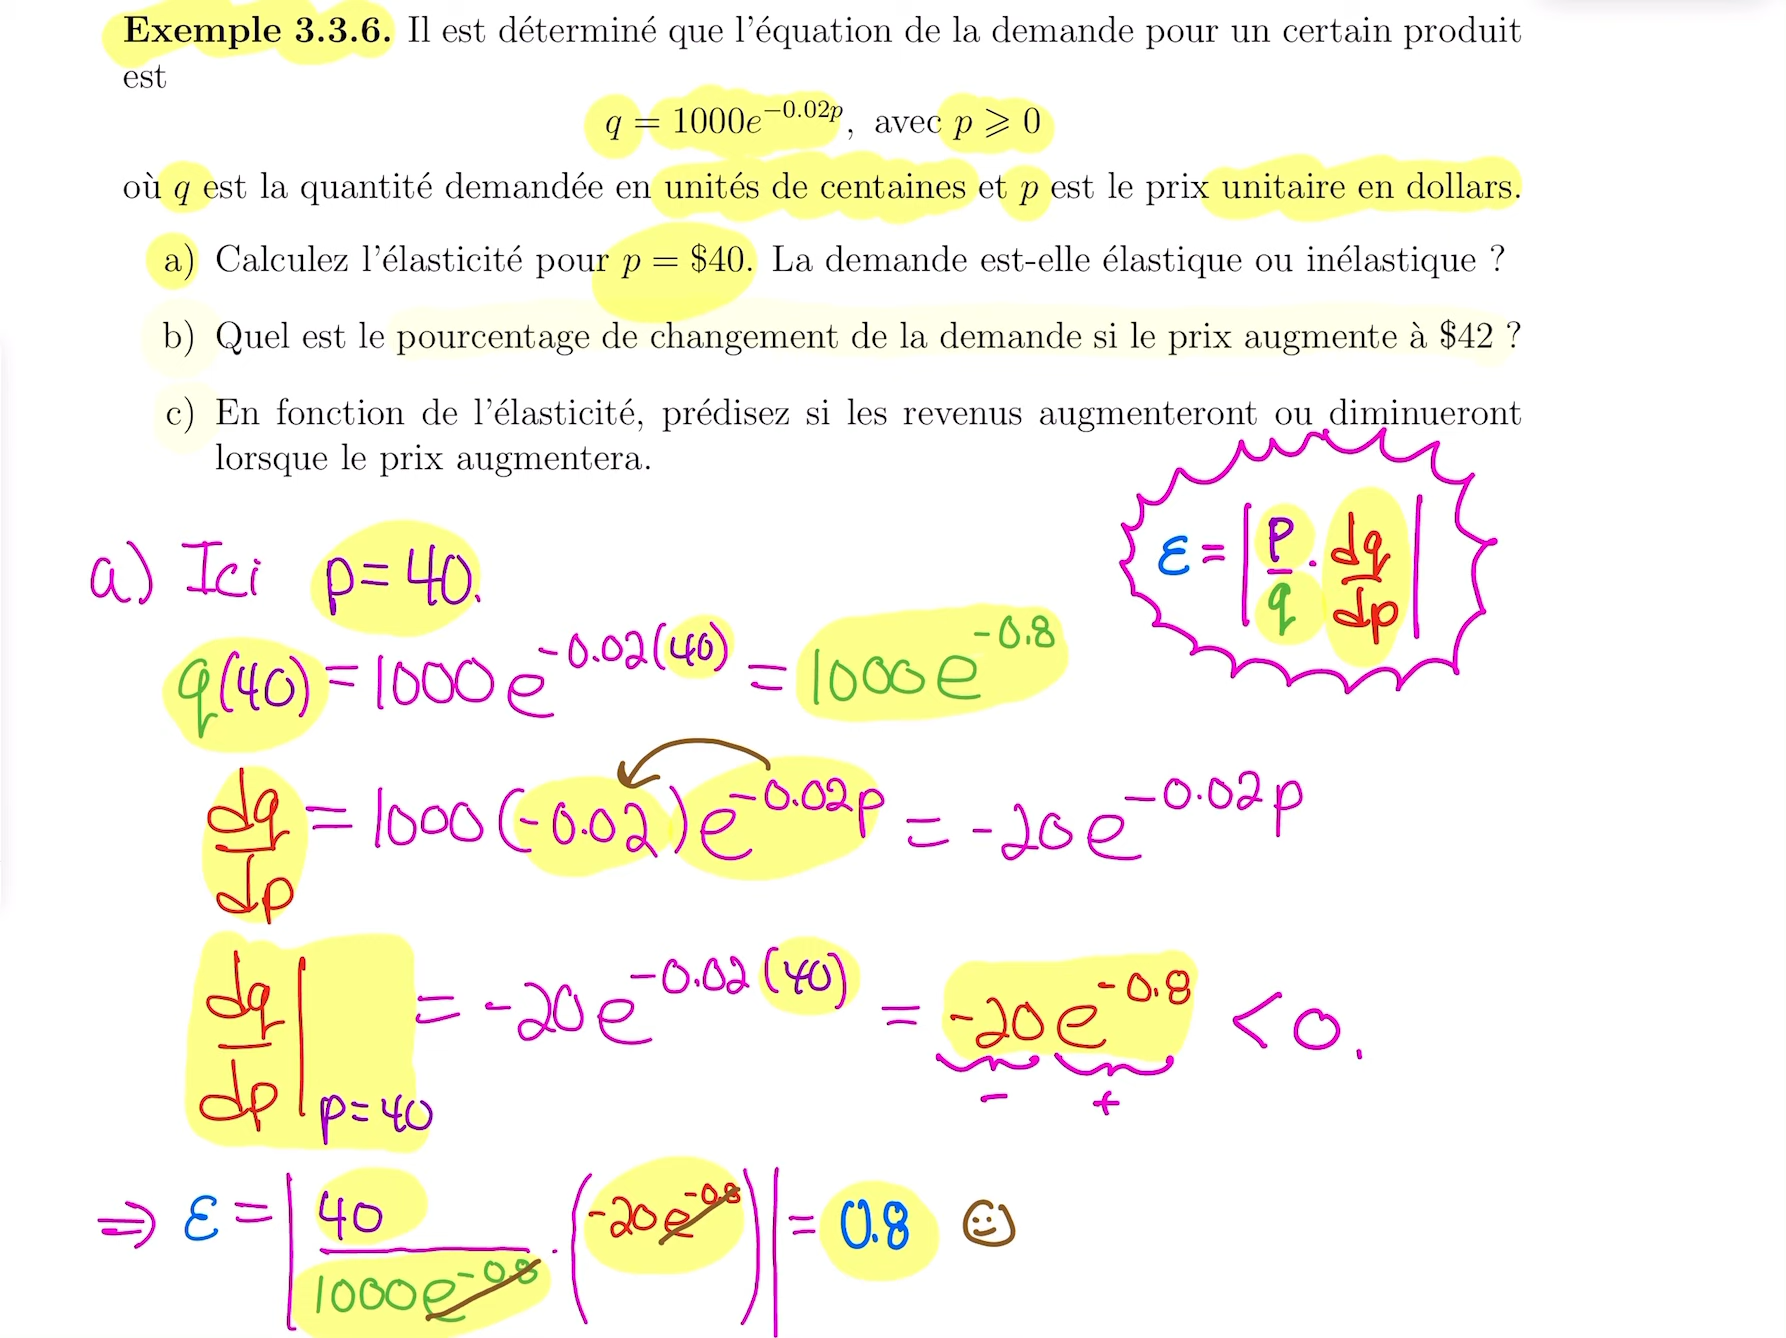 Exemple 3.3.6. Il est déterminé que l'équation de la demande pour un certain produit
est
q = 1000e^{-0.02p}, avec p ⩾ 0
où q est la quantité demandée en unités de centaines et p est le prix unitaire en dollars.
a) Calculez l'élasticité pour p = $40. La demande est-elle élastique ou inélastique ?
b) Quel est le pourcentage de changement de la demande si le prix augmente à $42 ?
c) En fonction de l'élasticité, prédisez si les revenus augmenteront ou diminueront
lorsque le prix augmentera.
ε = | p/q · dq/dp |
a) Ici p = 40.
q(40) = 1000e^{-0.02(40)} = 1000e^{-0.8}
dq/dp = 1000(-0.02)e^{-0.02p} = -20e^{-0.02p}
dq/dp |_{p=40} = -20e^{-0.02(40)} = -20e^{-0.8} < 0.
- +
⇒ ε = | 40/1000e^{-0.8} · (-20e^{-0.8}) | = 0.8